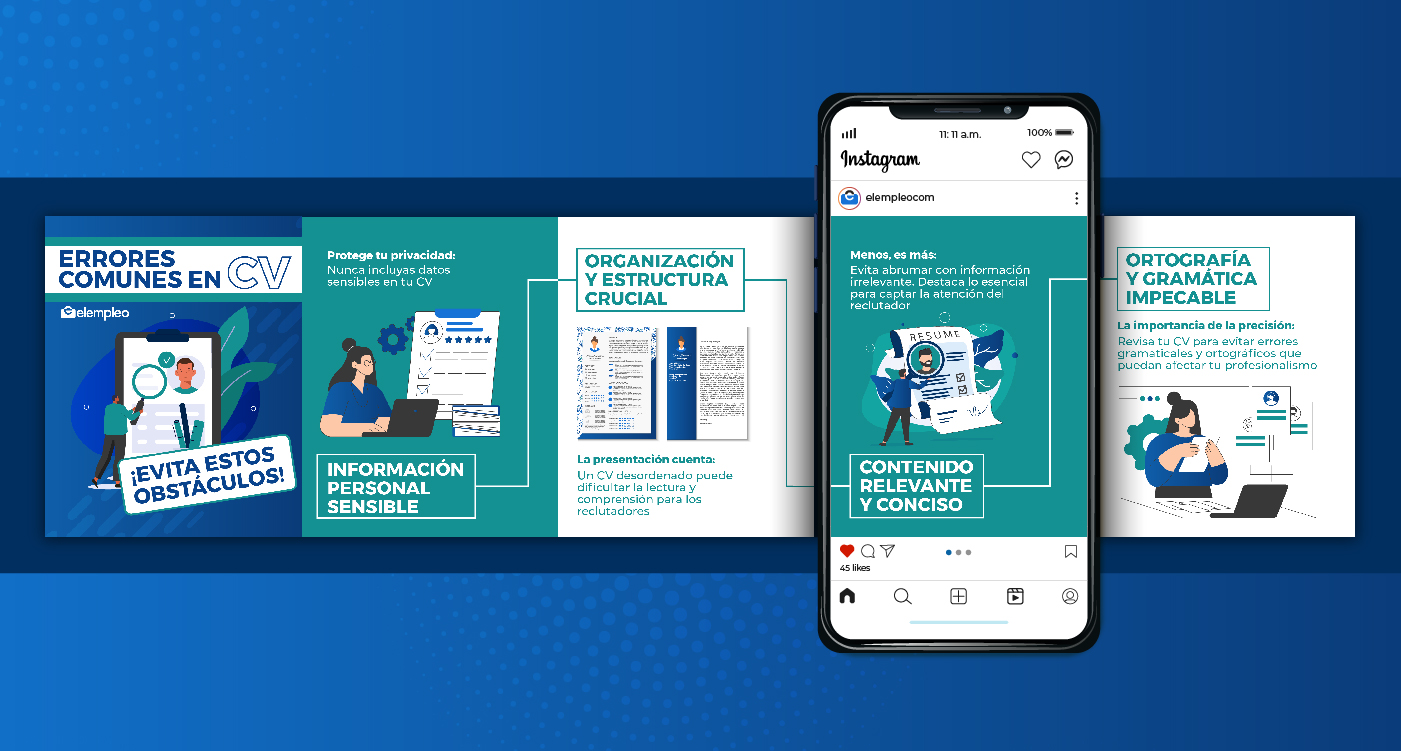 ERRORES
COMUNES EN CV
elempleo
¡EVITA ESTOS
OBSTÁCULOS!
Protege tu privacidad:
Nunca incluyas datos
sensibles en tu CV
INFORMACIÓN
PERSONAL
SENSIBLE
ORGANIZACIÓN
Y ESTRUCTURA
CRUCIAL
La presentación cuenta:
Un CV desordenado puede
dificultar la lectura y
comprensión para los
reclutadores
11: 11 a.m.
100%
Instagram
elempleocom
Menos, es más:
Evita abrumar con información
irrelevante. Destaca lo esencial
para captar la atención del
reclutador
RESUME
CONTENIDO
RELEVANTE
Y CONCISO
45 likes
ORTOGRAFÍA
Y GRAMÁTICA
IMPECABLE
La importancia de la precisión:
Revisa tu CV para evitar errores
gramaticales y ortográficos que
puedan afectar tu profesionalismo